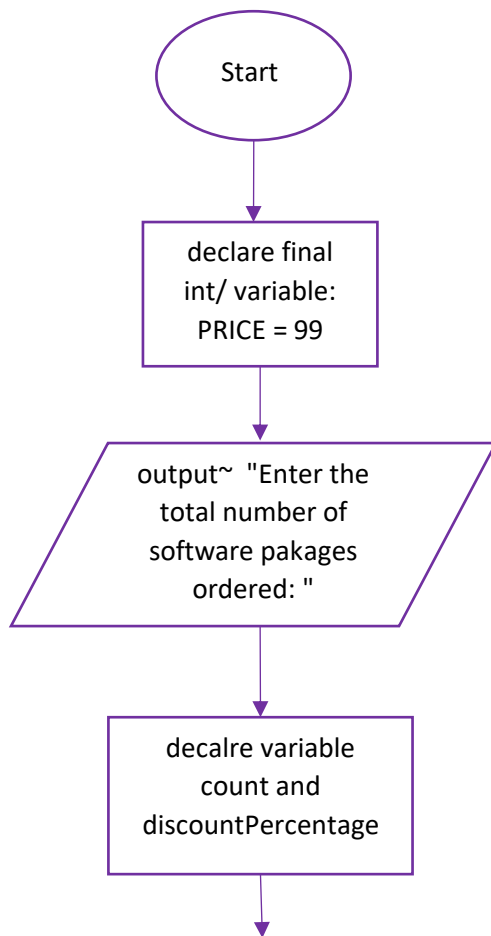 Start
declare final
int/ variable:
PRICE = 99
output~ "Enter the
total number of
software pakages
ordered: "
decalre variable
count and
discountPercentage